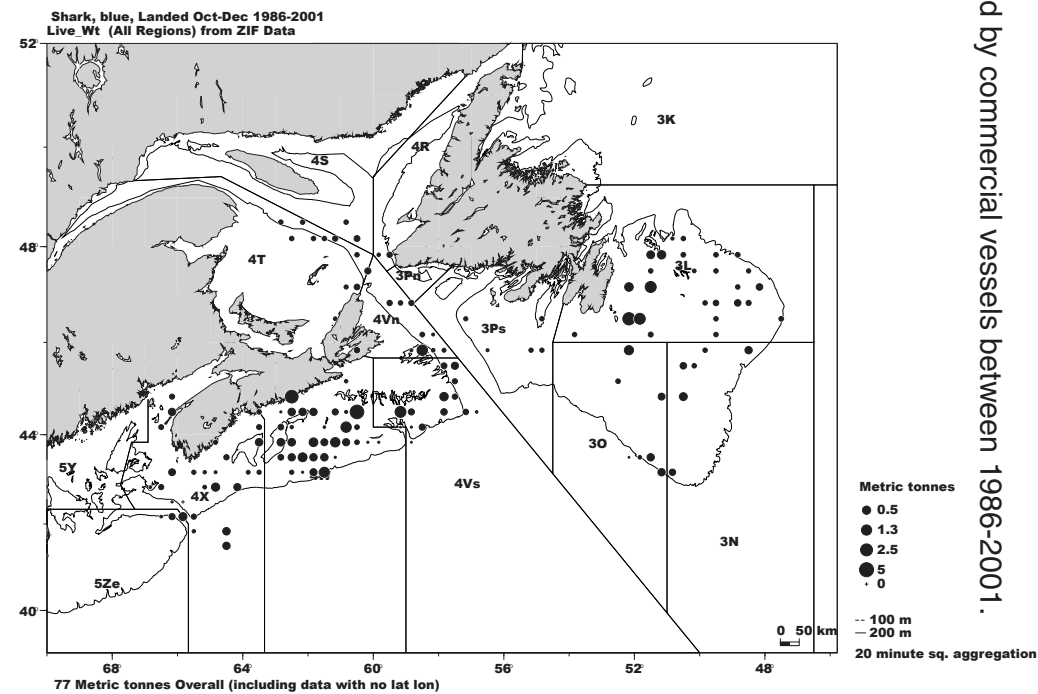 Shark, blue, Landed Oct-Dec 1986-2001
Live_Wt (All Regions) from ZIF Data
52
48
44
40
68
64
60
56
52
48
3K
4S
4R
4T
3Pn
3L
4Vn
3Ps
3O
5Y
4X
4Vs
3N
5Ze
0 50 km
Metric tonnes
0.5
1.3
2.5
5
0
100 m
200 m
20 minute sq. aggregation
77 Metric tonnes Overall (including data with no lat lon)
d by commercial vessels between 1986-2001.